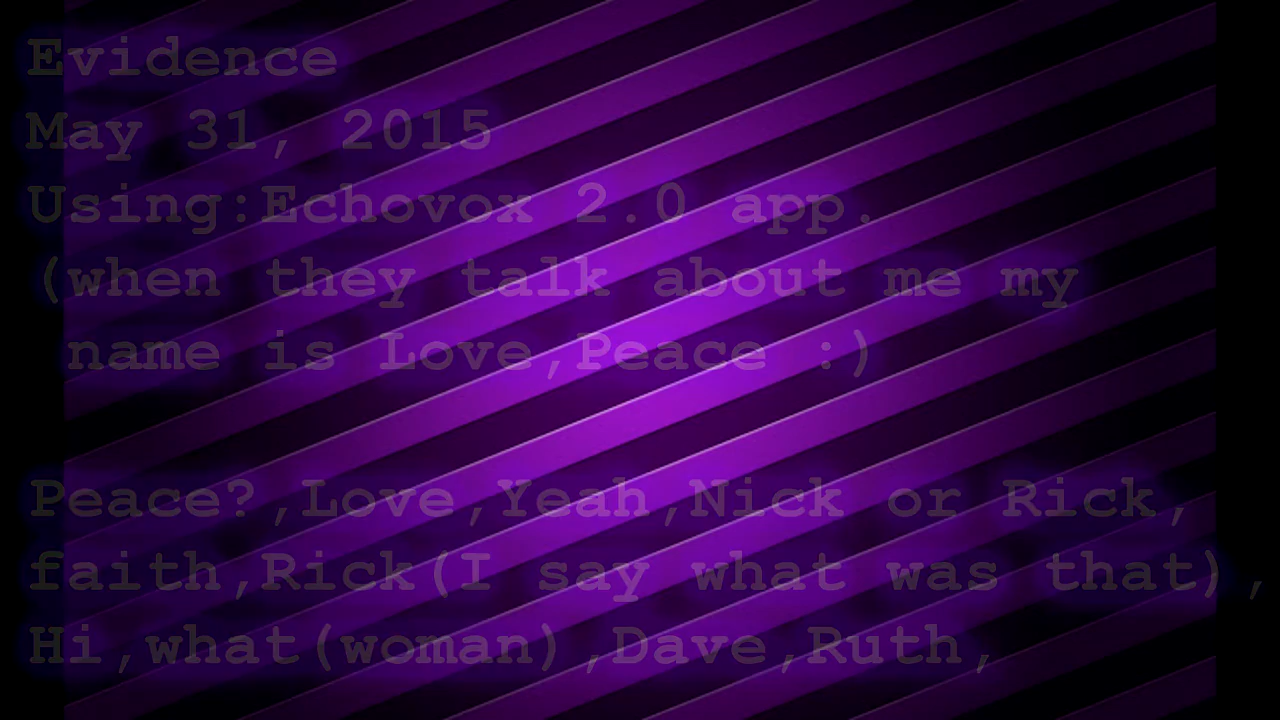 Evidence
May 31, 2015
Using:Echovox 2.0 app.
(when they talk about me my
name is Love,Peace :)
Peace?,Love,Yeah,Nick or Rick,
faith,Rick(I say what was that),
Hi,what(woman),Dave,Ruth,